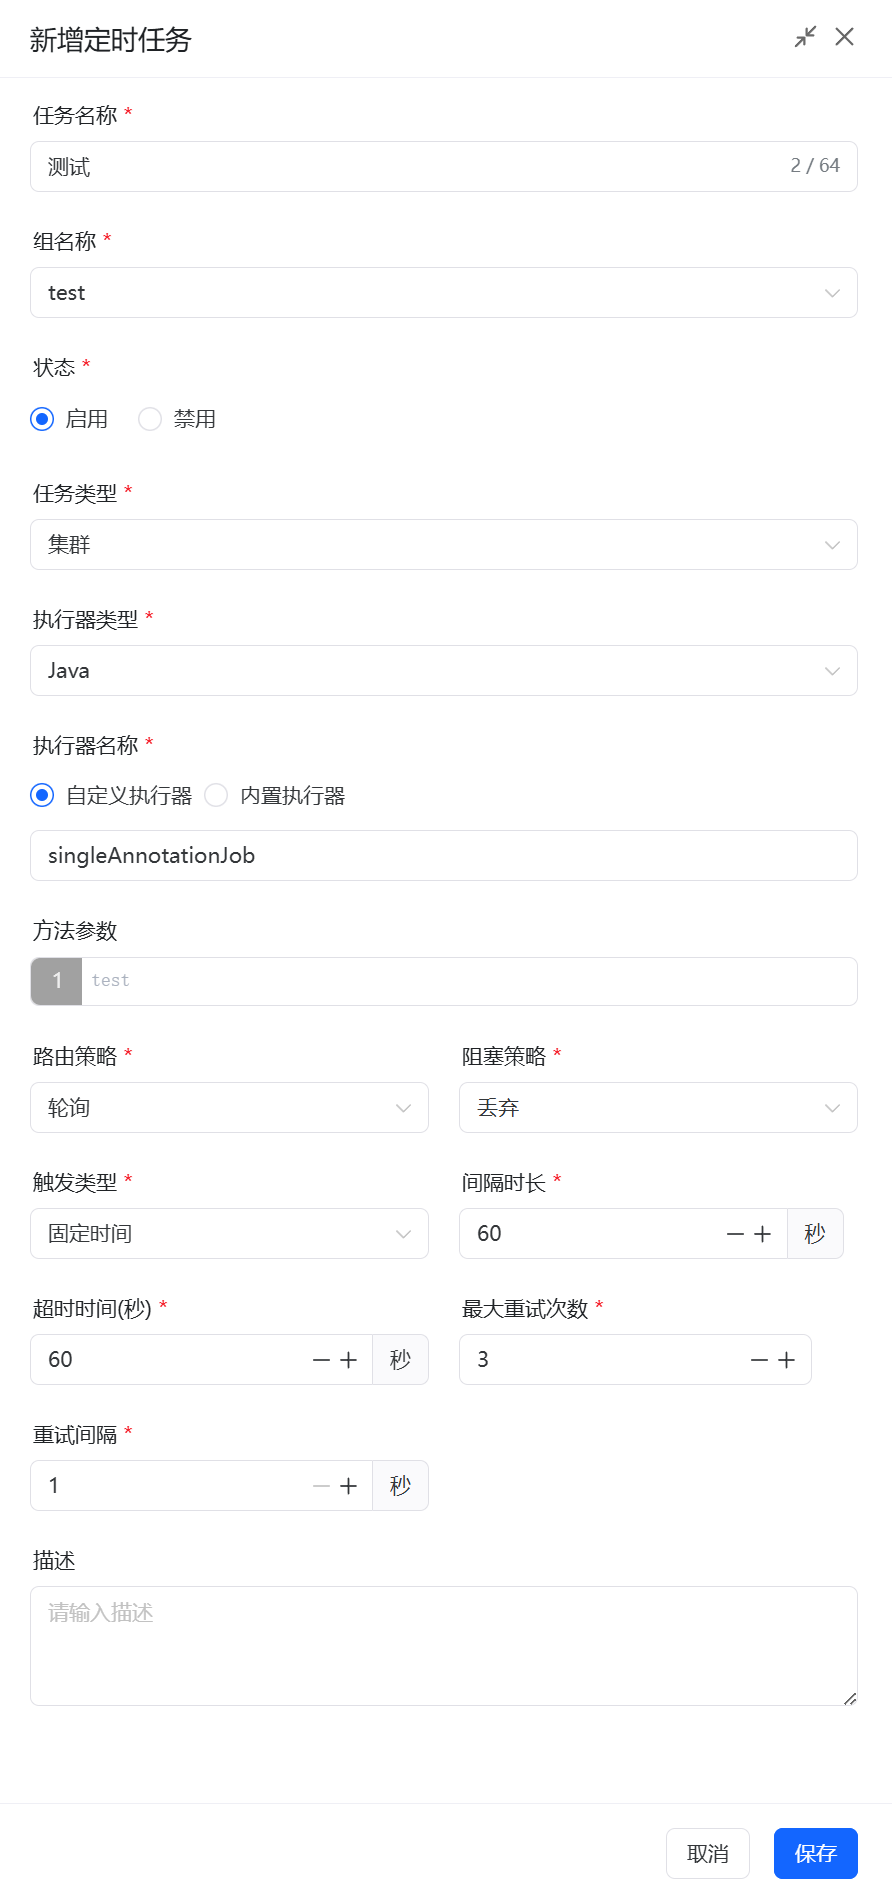 新增定时任务
任务名称 *
测试 2 / 64
组名称 *
test
状态 *
启用 禁用
任务类型 *
集群
执行器类型 *
Java
执行器名称 *
自定义执行器 内置执行器
singleAnnotationJob
方法参数
1 test
路由策略 * 阻塞策略 *
轮询 丢弃
触发类型 * 间隔时长 *
固定时间 60 秒
超时时间(秒) * 最大重试次数 *
60 秒 3
重试间隔 *
1 秒
描述
请输入描述
取消 保存